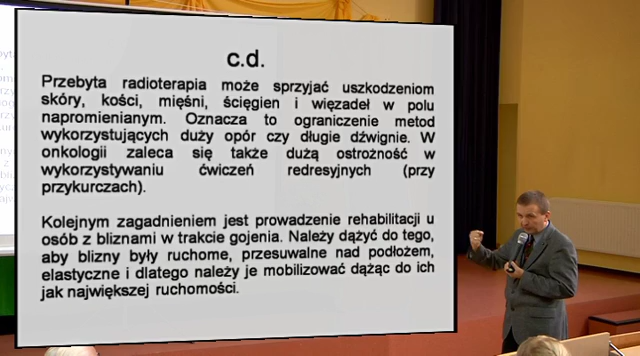 c.d.
Przebyta radioterapia może sprzyjać uszkodzeniom
skóry, kości, mięśni, ścięgien i więzadeł w polu
napromienianym. Oznacza to ograniczenie metod
wykorzystujących duży opór czy długie dźwignie. W
onkologii zaleca się także dużą ostrożność w
wykorzystywaniu ćwiczeń redresyjnych (przy
przykurczach).
Kolejnym zagadnieniem jest prowadzenie rehabilitacji u
osób z bliznami w trakcie gojenia. Należy dążyć do tego,
aby blizny były ruchome, przesuwalne nad podłożem,
elastyczne i dlatego należy je mobilizować dążąc do ich
jak największej ruchomości.